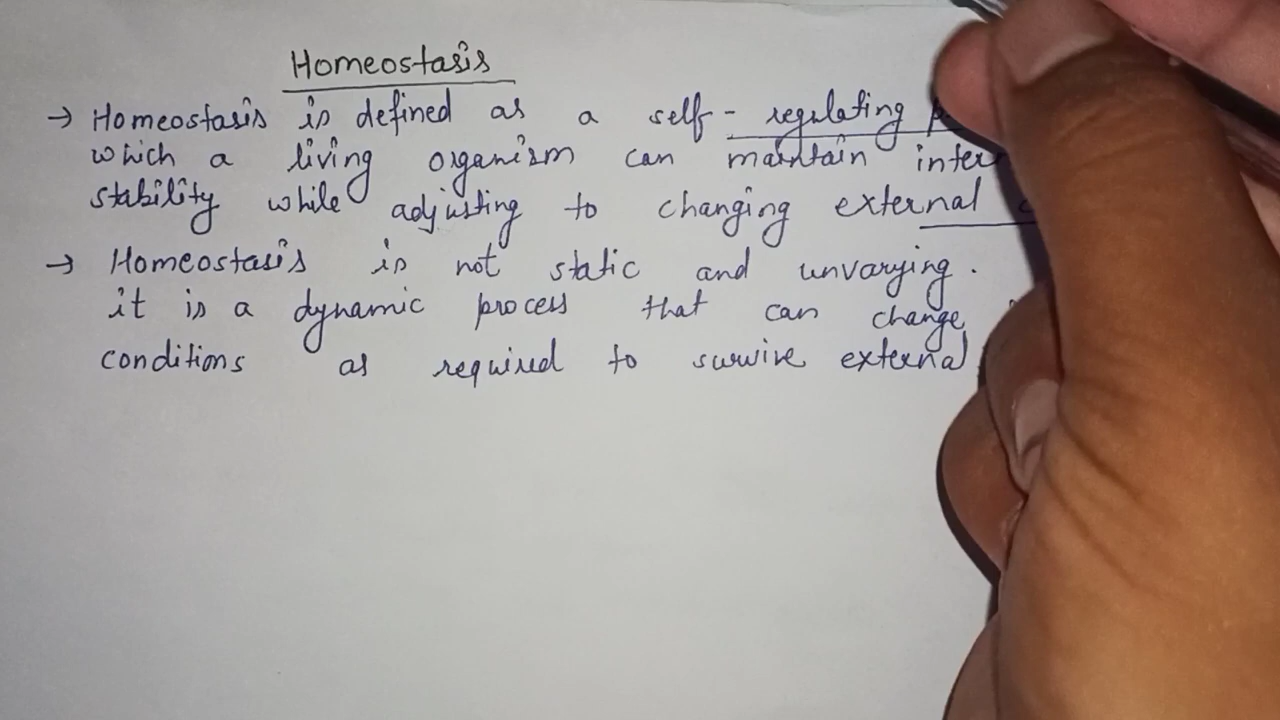 Homeostasis
→ Homeostasis is defined as a self-regulating
which a living organism can maintain
stability while adjusting to changing external
→ Homeostasis is not static and unvarying.
it is a dynamic process that can change
conditions as required to survive external